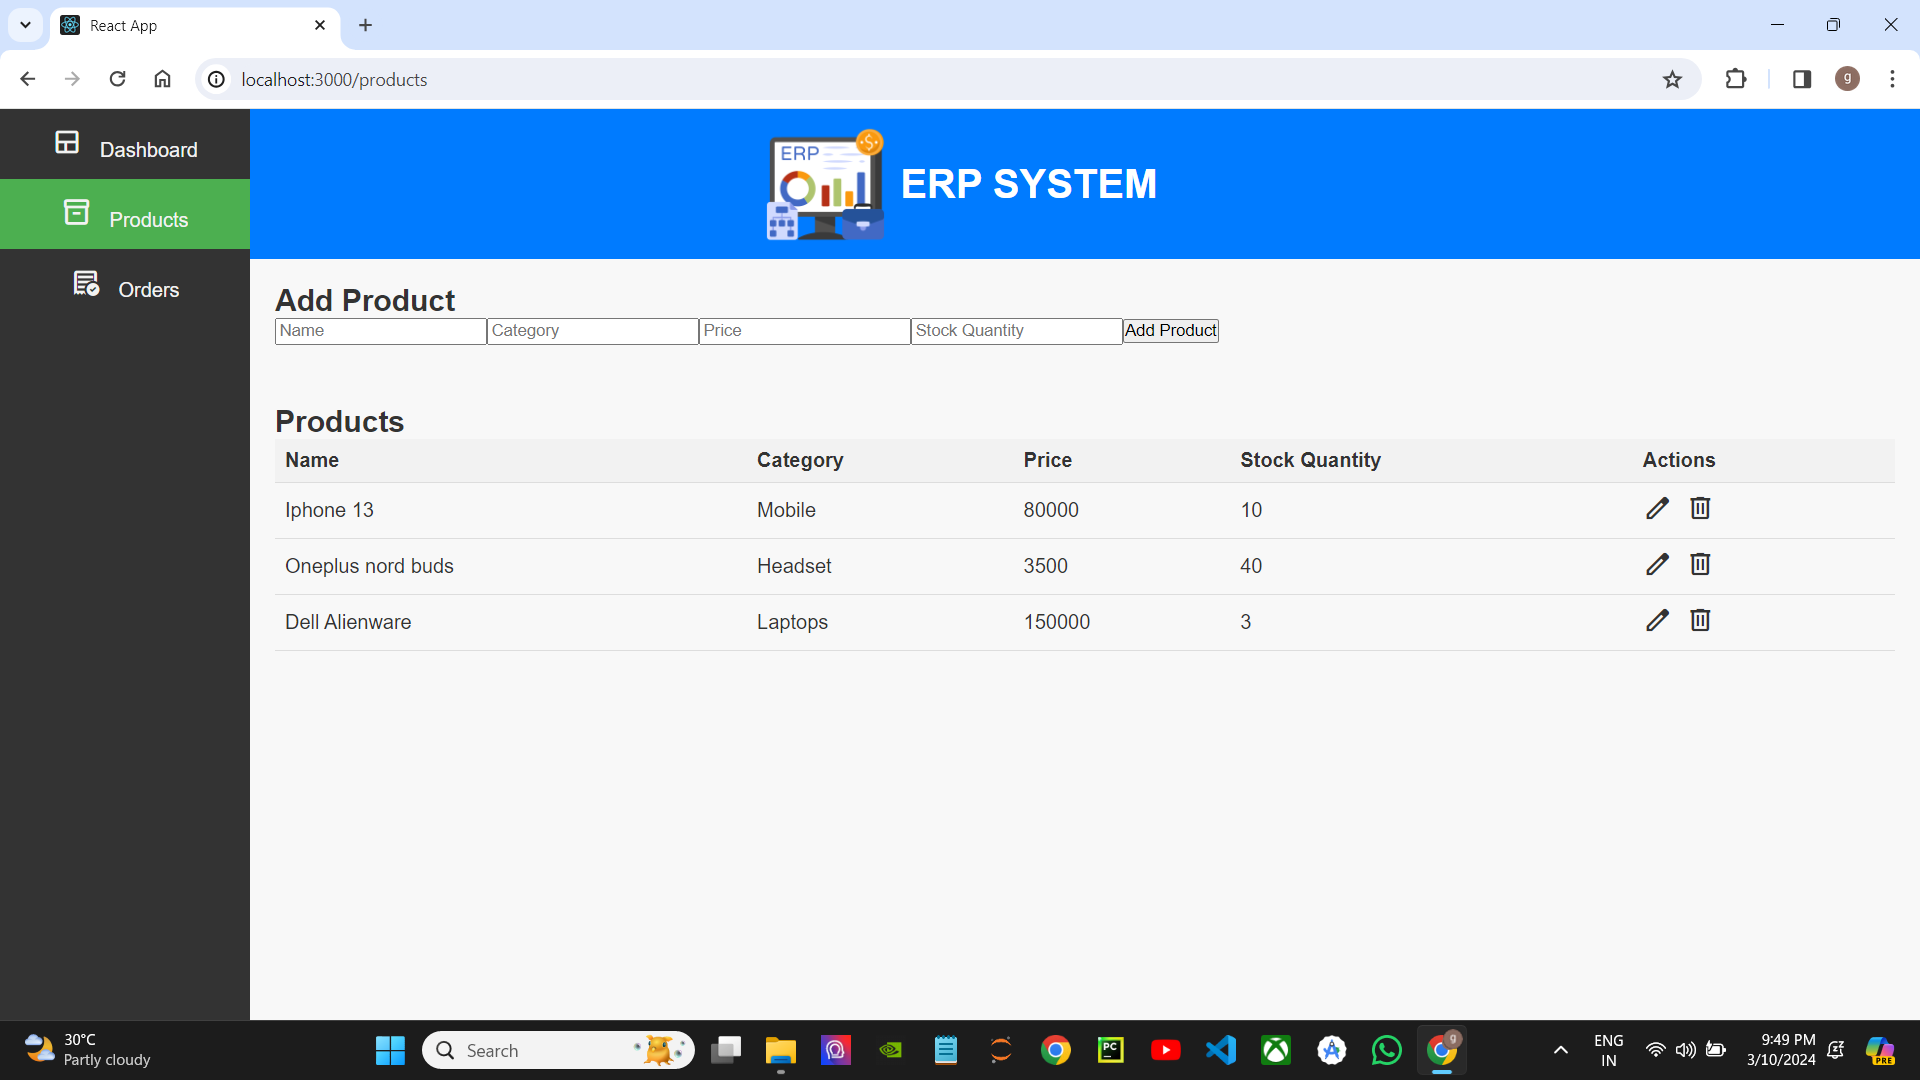 React App
localhost:3000/products
g
Dashboard
Products
Orders
ERP
ERP SYSTEM
Add Product
Name Category Price Stock Quantity Add Product
Products
Name Category Price Stock Quantity Actions
Iphone 13 Mobile 80000 10
Oneplus nord buds Headset 3500 40
Dell Alienware Laptops 150000 3
30°C
Partly cloudy
Search
PC
g
ENG
IN
9:49 PM
3/10/2024
PRE